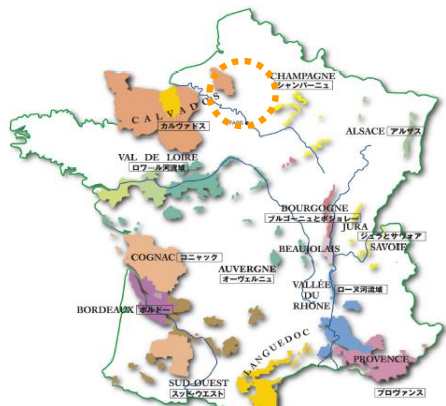 CHAMPAGNE
シャンパーニュ
CALVADOS
カルヴァドス
ALSACE アルザス
VAL DE LOIRE
ロワール河流域
BOURGOGNE
ブルゴーニュとボジョレー
JURA
ジュラとサヴォア
SAVOIE
BEAUJOLAIS
COGNAC コニャック
AUVERGNE
オーヴェルニュ
VALLÉE
DU
RHÔNE
ローヌ河流域
BORDEAUX ボルドー
LANGUEDOC
PROVENCE
プロヴァンス
SUD-OUEST
スッド・ウエスト